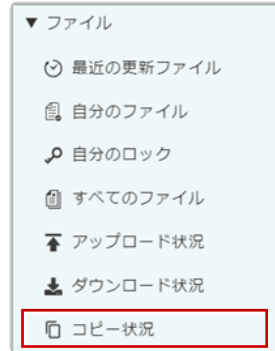 ▼ ファイル
最近の更新ファイル
自分のファイル
自分のロック
すべてのファイル
アップロード状況
ダウンロード状況
コピー状況